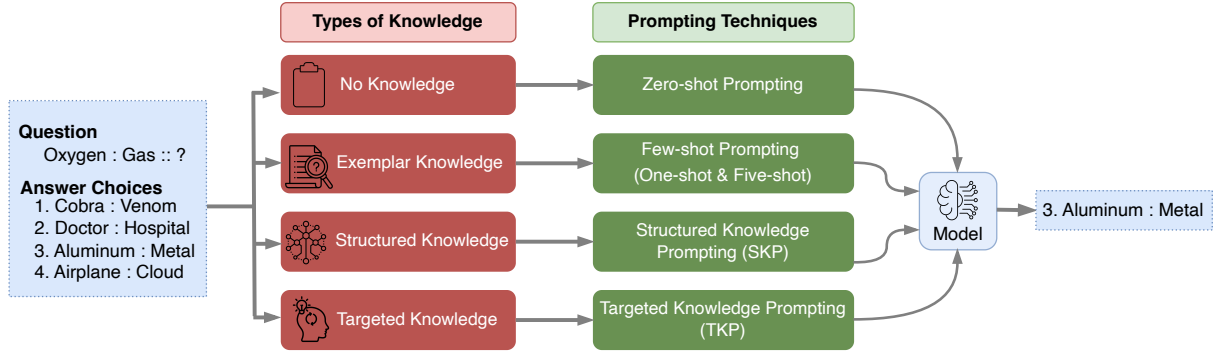 Types of Knowledge
Prompting Techniques
Question
Oxygen : Gas :: ?
Answer Choices
1. Cobra : Venom
2. Doctor : Hospital
3. Aluminum : Metal
4. Airplane : Cloud
No Knowledge
Zero-shot Prompting
?
Exemplar Knowledge
Few-shot Prompting
(One-shot & Five-shot)
Structured Knowledge
Structured Knowledge
Prompting (SKP)
Targeted Knowledge
Targeted Knowledge Prompting
(TKP)
Model
3. Aluminum : Metal